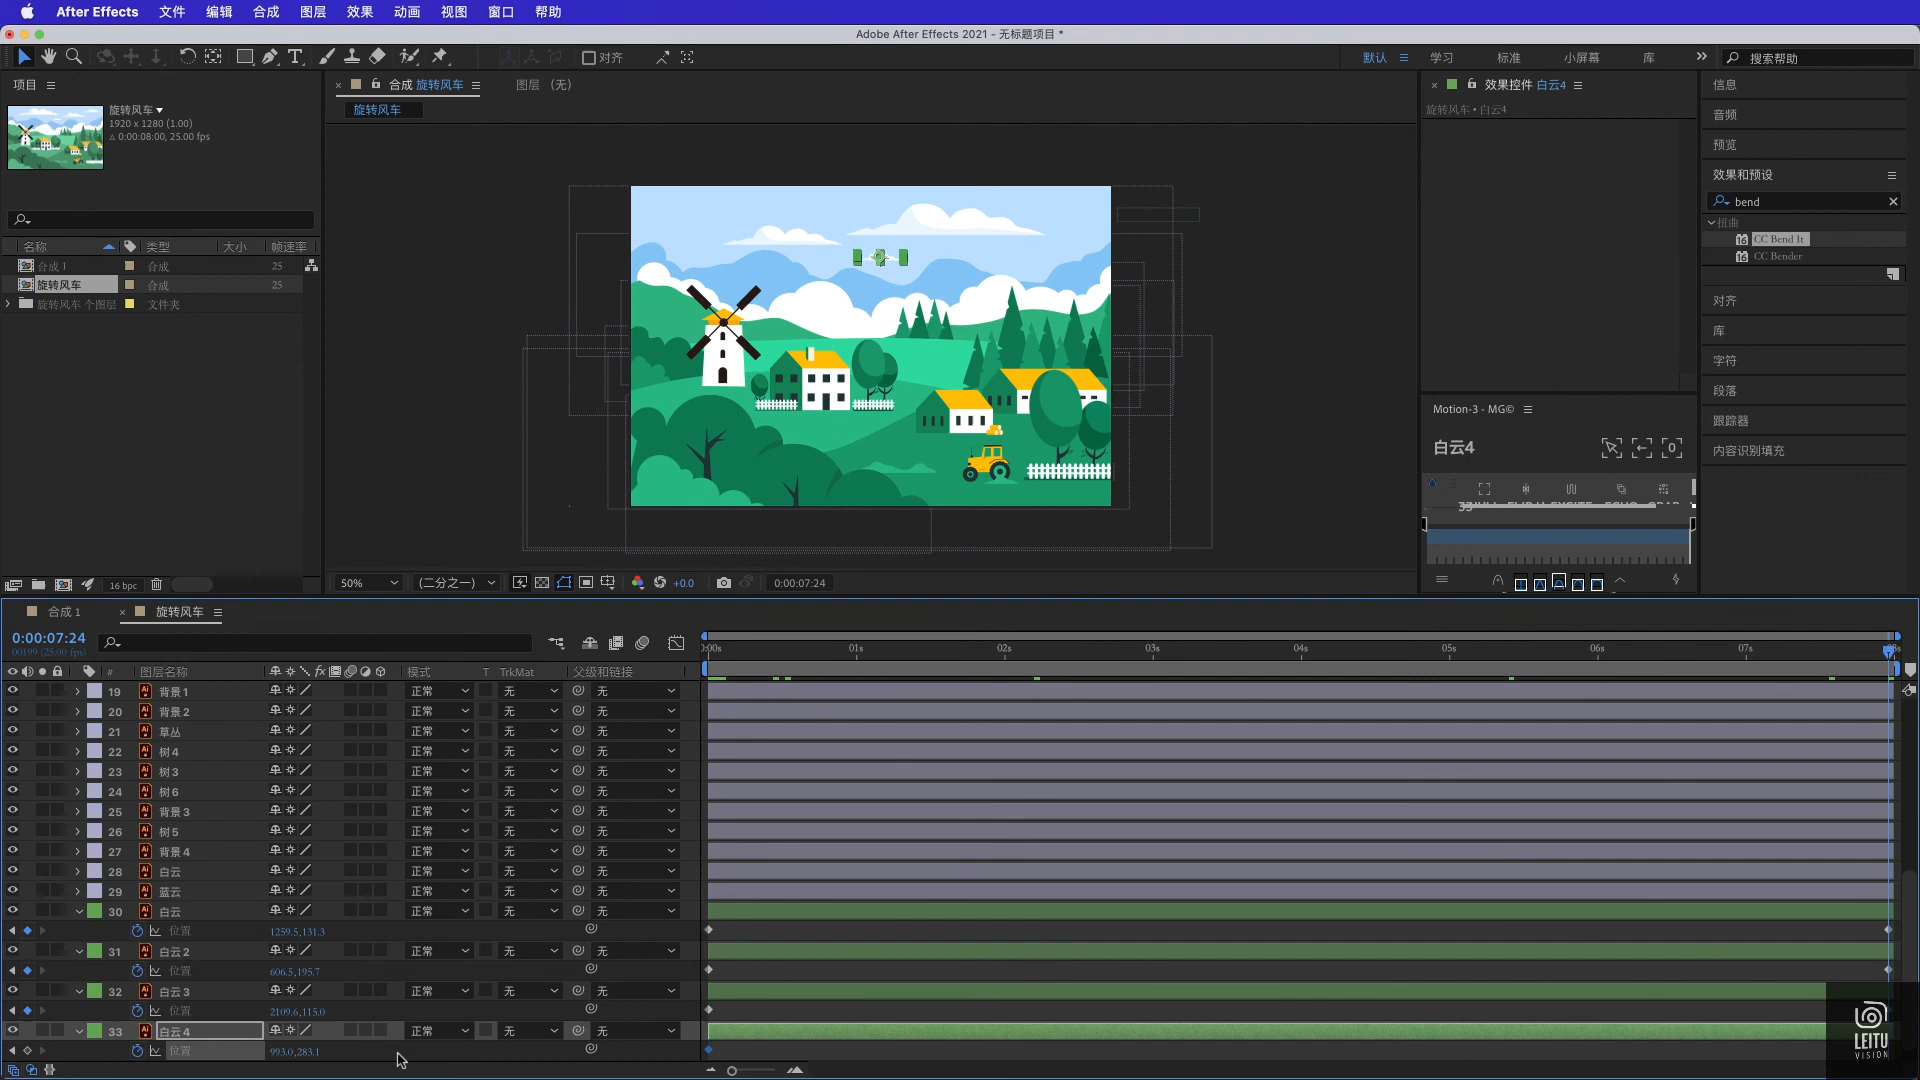 After Effects 文件 编辑 合成 图层 效果 动画 视图 窗口 帮助
Adobe After Effects 2021 - 无标题项目 *
对齐 默认 学习 标准 小屏幕 库 搜索帮助
项目
旋转风车
1920 x 1280 (1.00)
△ 0:00:08:00, 25.00 fps
名称 类型 大小 帧速率
合成 1 合成 25
旋转风车 合成 25
旋转风车 个图层 文件夹
16 bpc
合成 旋转风车 图层 (无)
旋转风车
50% (二分之一) +0.0 0:00:07:24
效果控件 白云4
旋转风车 • 白云4
Motion-3 - MG©
白云4
信息
音频
预览
效果和预设
bend
扭曲
CC Bend It
CC Bender
对齐
库
字符
段落
跟踪器
内容识别填充
合成 1 旋转风车
0:00:07:24
00199 (25.00 fps)
:00s 01s 02s 03s 04s 05s 06s 07s
# 图层名称 模式 T TrkMat 父级和链接
19 背景1 正常 无 无
20 背景2 正常 无 无
21 草丛 正常 无 无
22 树4 正常 无 无
23 树3 正常 无 无
24 树6 正常 无 无
25 背景3 正常 无 无
26 树5 正常 无 无
27 背景4 正常 无 无
28 白云 正常 无 无
29 蓝云 正常 无 无
30 白云 正常 无 无
位置 1259.5,131.3
31 白云2 正常 无 无
位置 606.5,195.7
32 白云3 正常 无 无
位置 2109.6,115.0
33 白云4 正常 无 无
位置 993.0,283.1
LEITU
VISION